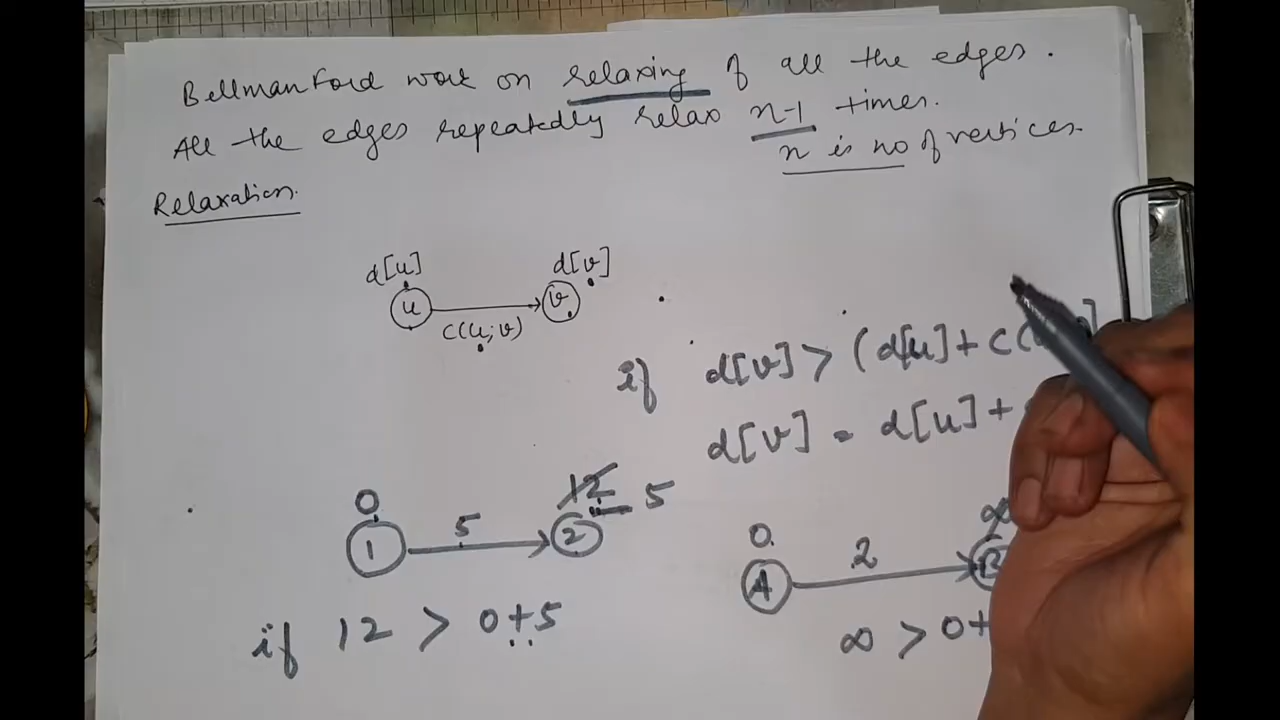 BellmanFord work on relaxing of all the edges.
All the edges repeatedly relax n-1 times.
n is no of vertices.
Relaxation.
d[u] d[v]
u v
C(u,v)
if d[v] > (d[u] + C(
d[v] = d[u] +
0 12 5
1 5 2
if 12 > 0+5
0. ∞
A 2 B
∞ > 0+